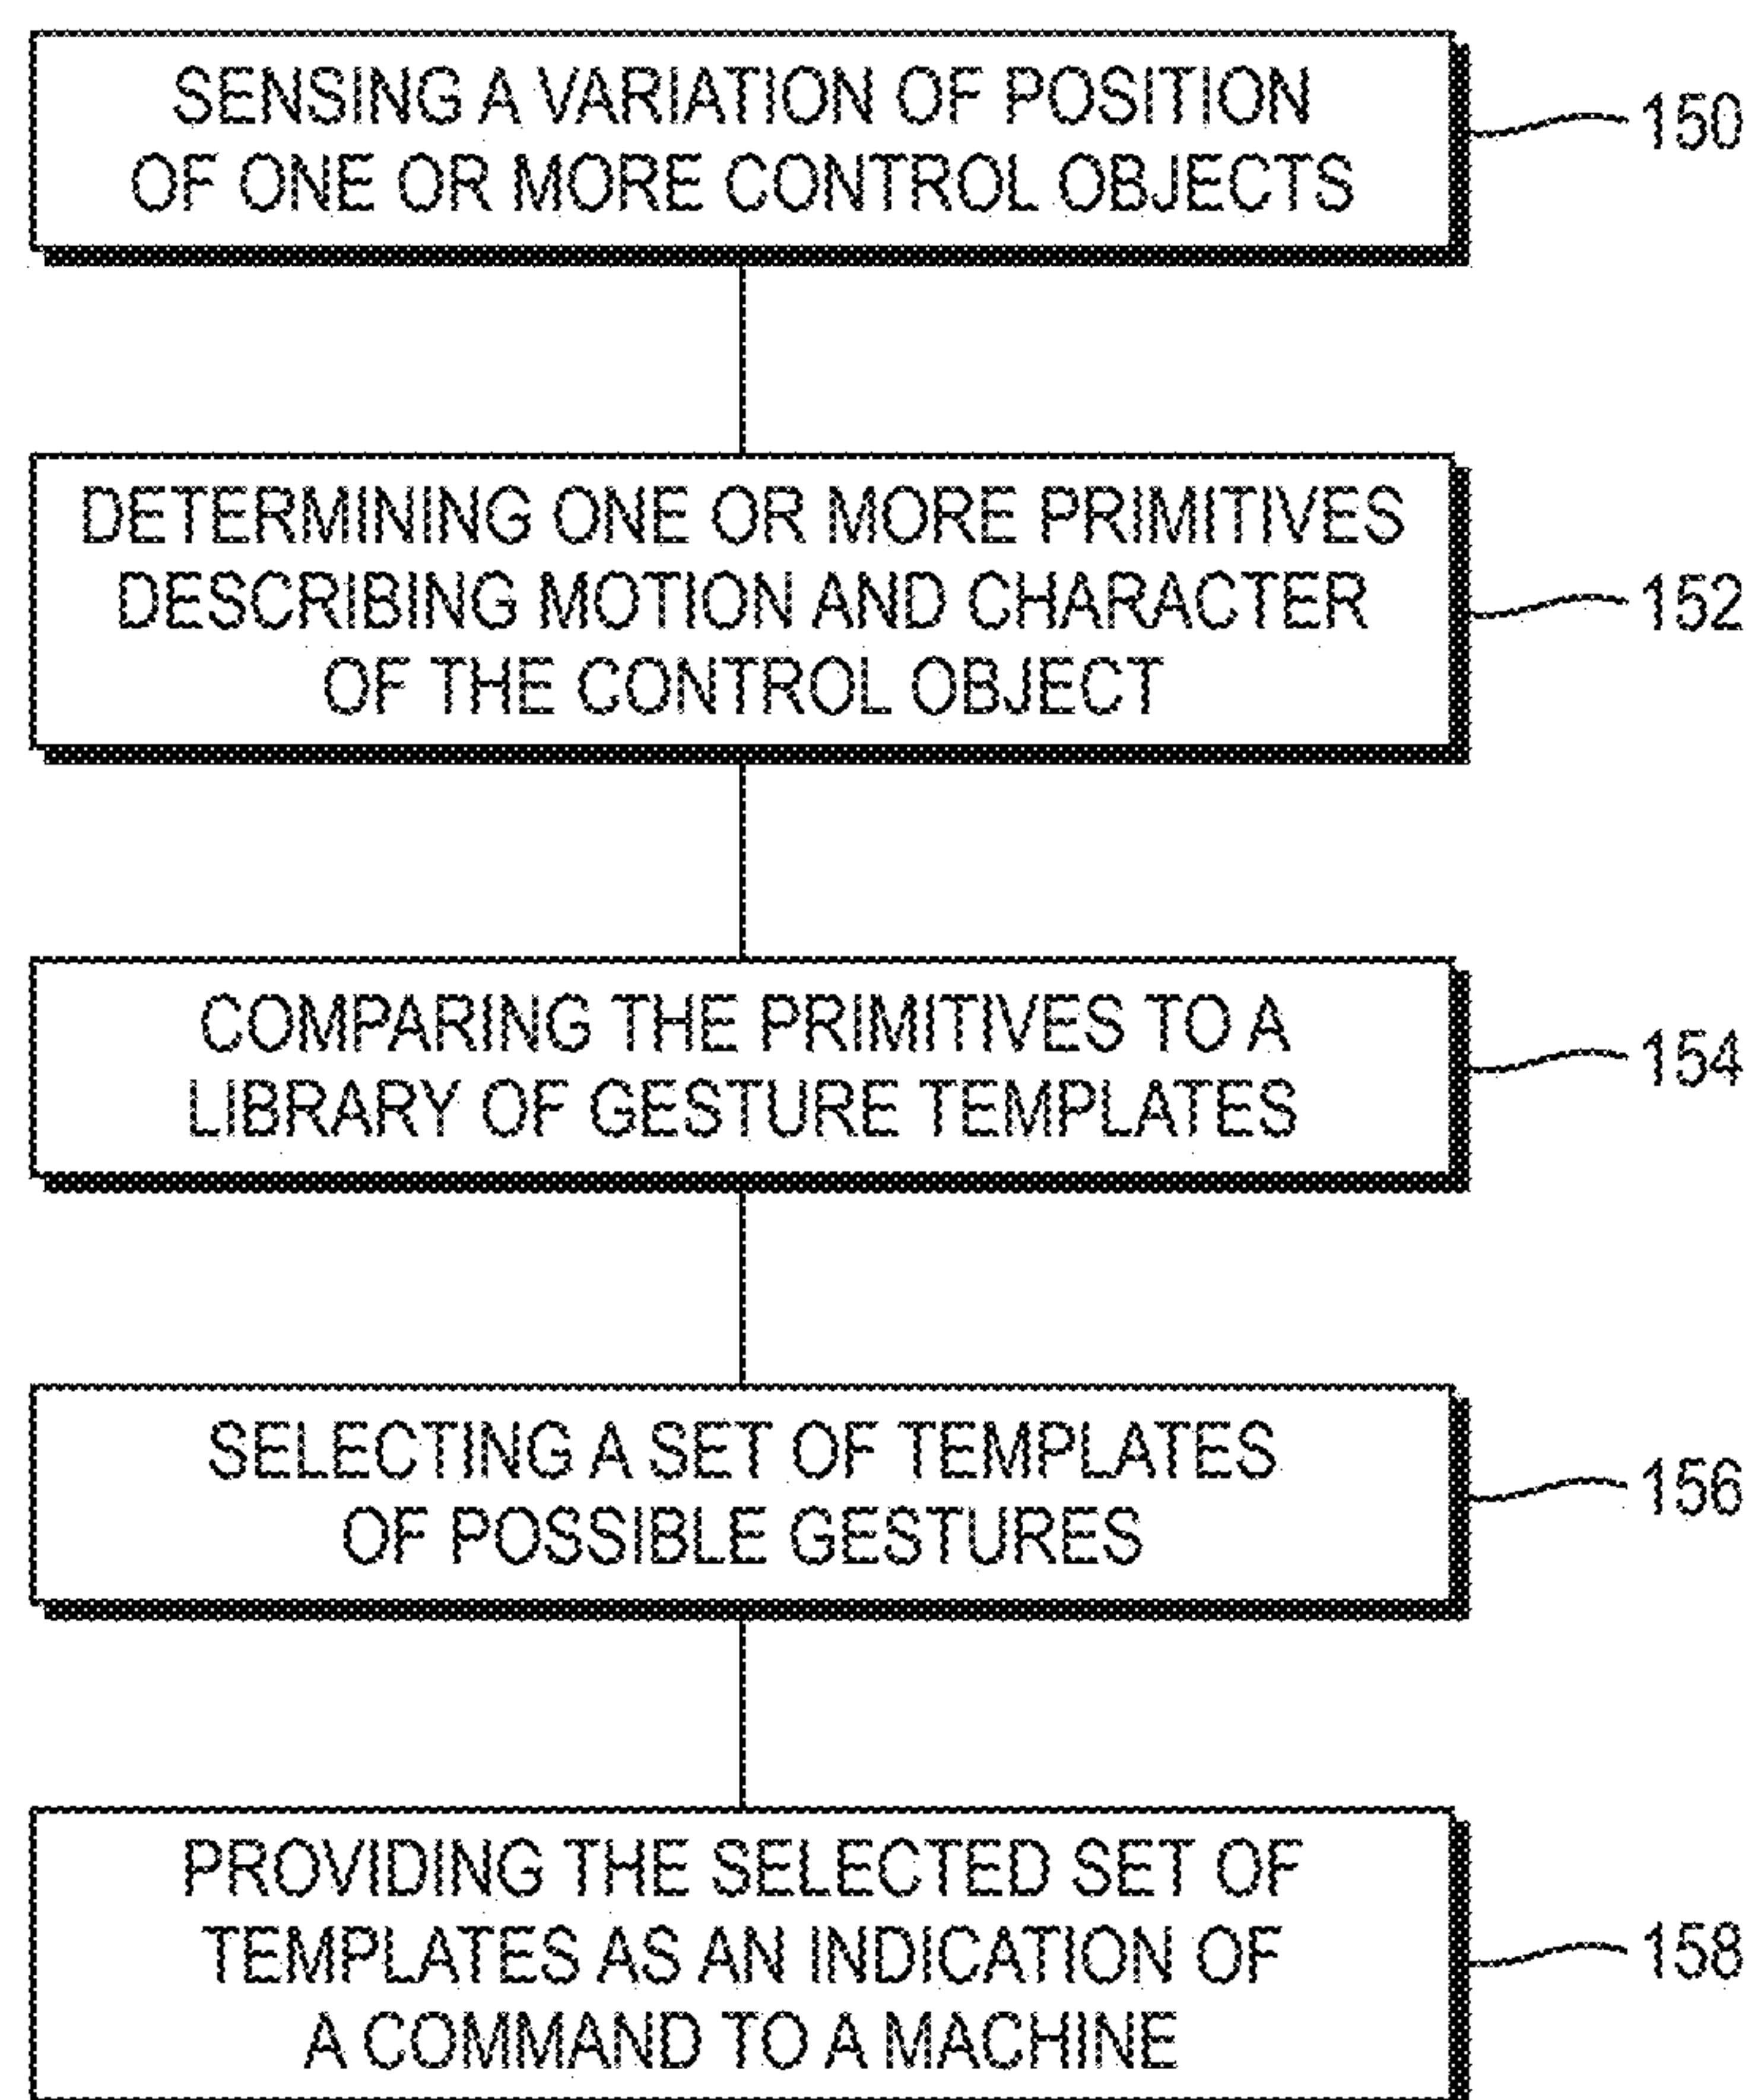 SENSING A VARIATION OF POSITION
OF ONE OR MORE CONTROL OBJECTS
150
DETERMINING ONE OR MORE PRIMITIVES
DESCRIBING MOTION AND CHARACTER
OF THE CONTROL OBJECT
152
COMPARING THE PRIMITIVES TO A
LIBRARY OF GESTURE TEMPLATES
154
SELECTING A SET OF TEMPLATES
OF POSSIBLE GESTURES
156
PROVIDING THE SELECTED SET OF
TEMPLATES AS AN INDICATION OF
A COMMAND TO A MACHINE
158